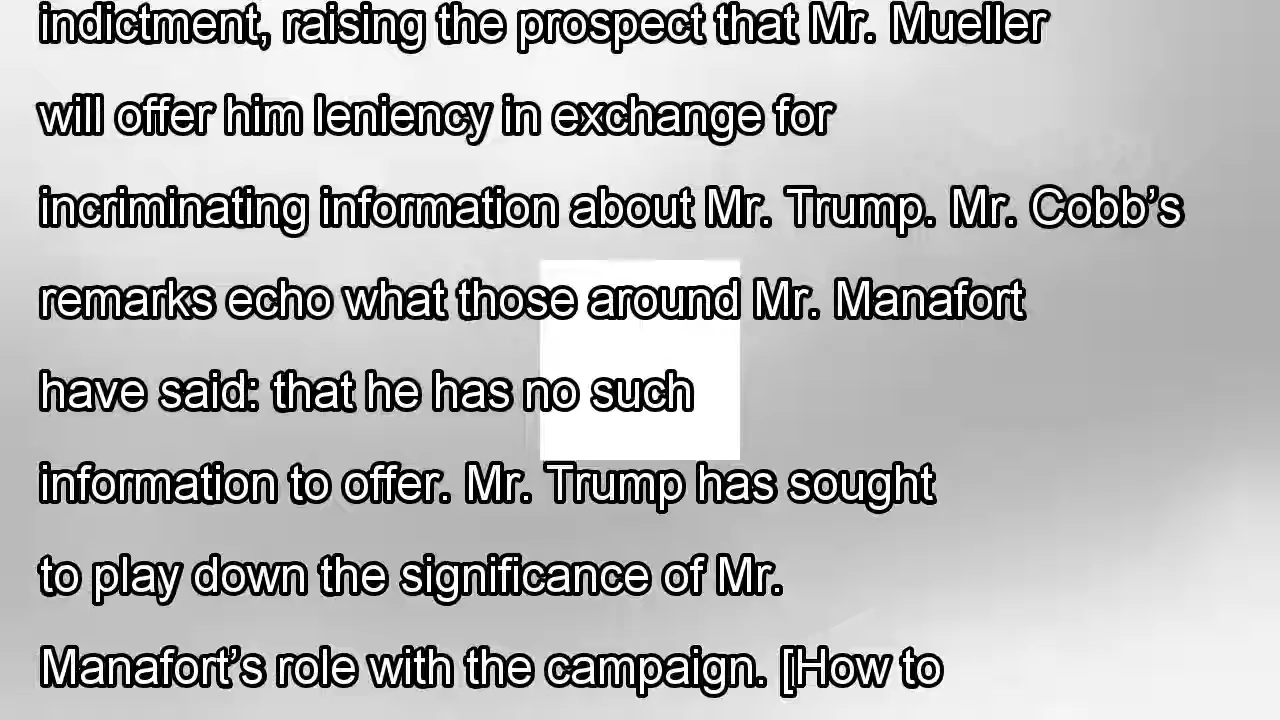 indictment, raising the prospect that Mr. Mueller
will offer him leniency in exchange for
incriminating information about Mr. Trump. Mr. Cobb’s
remarks echo what those around Mr. Manafort
have said: that he has no such
information to offer. Mr. Trump has sought
to play down the significance of Mr.
Manafort’s role with the campaign. [How to